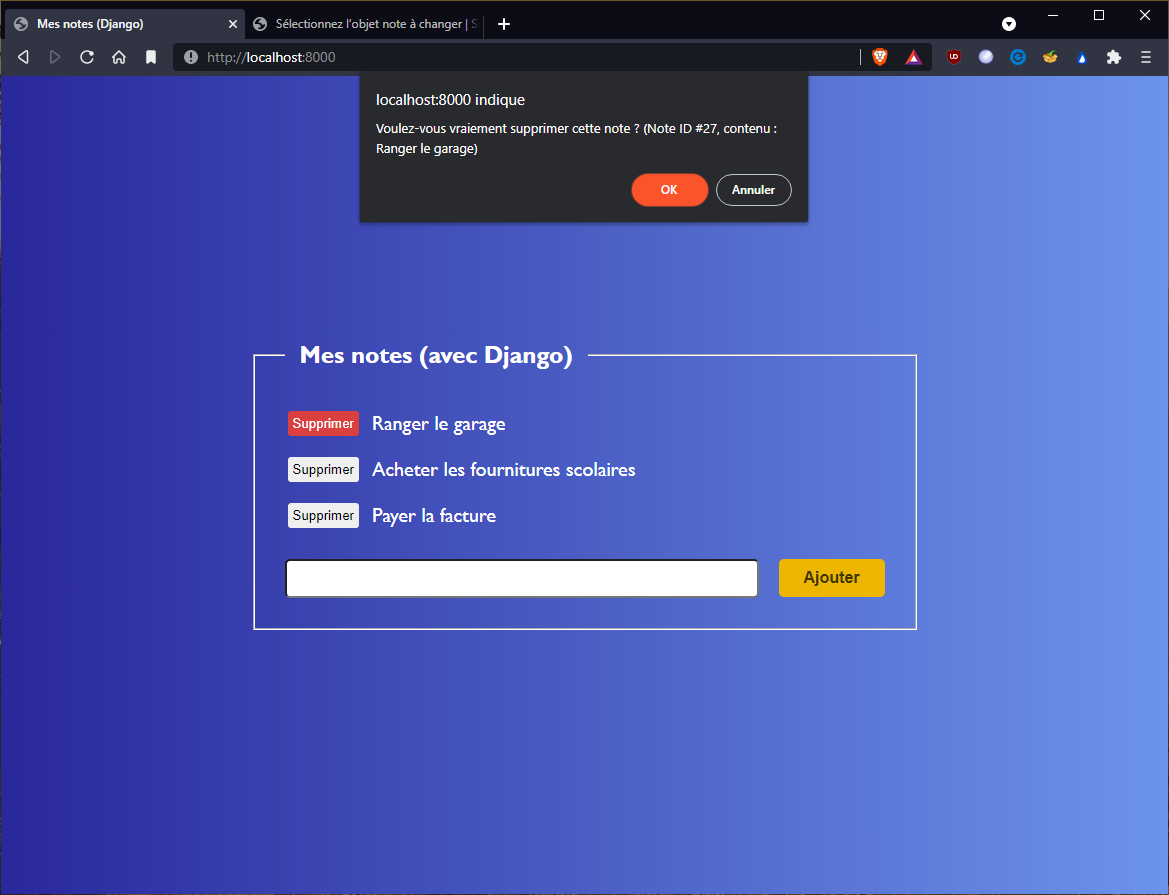 Mes notes (Django)
Sélectionnez l’objet note à changer | S
http://localhost:8000
localhost:8000 indique
Voulez-vous vraiment supprimer cette note ? (Note ID #27, contenu :
Ranger le garage)
OK
Annuler
Mes notes (avec Django)
Supprimer Ranger le garage
Supprimer Acheter les fournitures scolaires
Supprimer Payer la facture
Ajouter